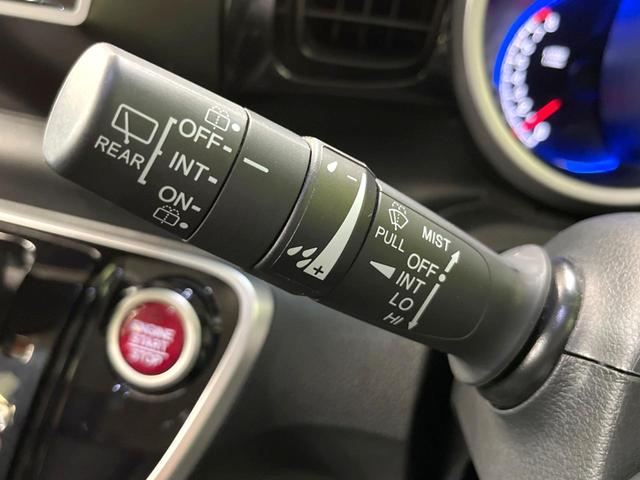 REAR
OFF
INT
ON
PULL
MIST
OFF
INT
LO
HI
ENGINE
START
STOP